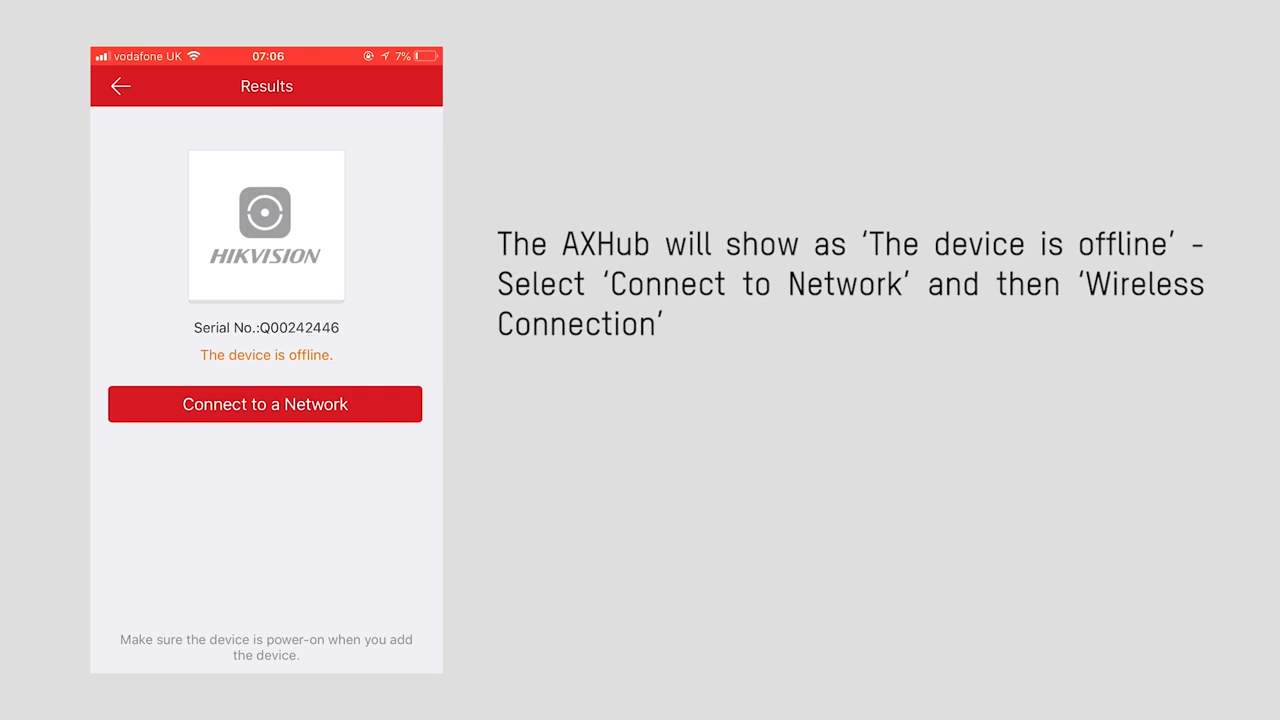 vodafone UK
07:06
7%
Results
HIKVISION
Serial No.:Q00242446
The device is offline.
Connect to a Network
Make sure the device is power-on when you add
the device.
The AXHub will show as ‘The device is offline’ -
Select ‘Connect to Network’ and then ‘Wireless
Connection’